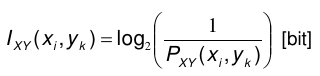 I_{XY}(x_i, y_k) = log_2(1 / P_{XY}(x_i, y_k)) [bit]